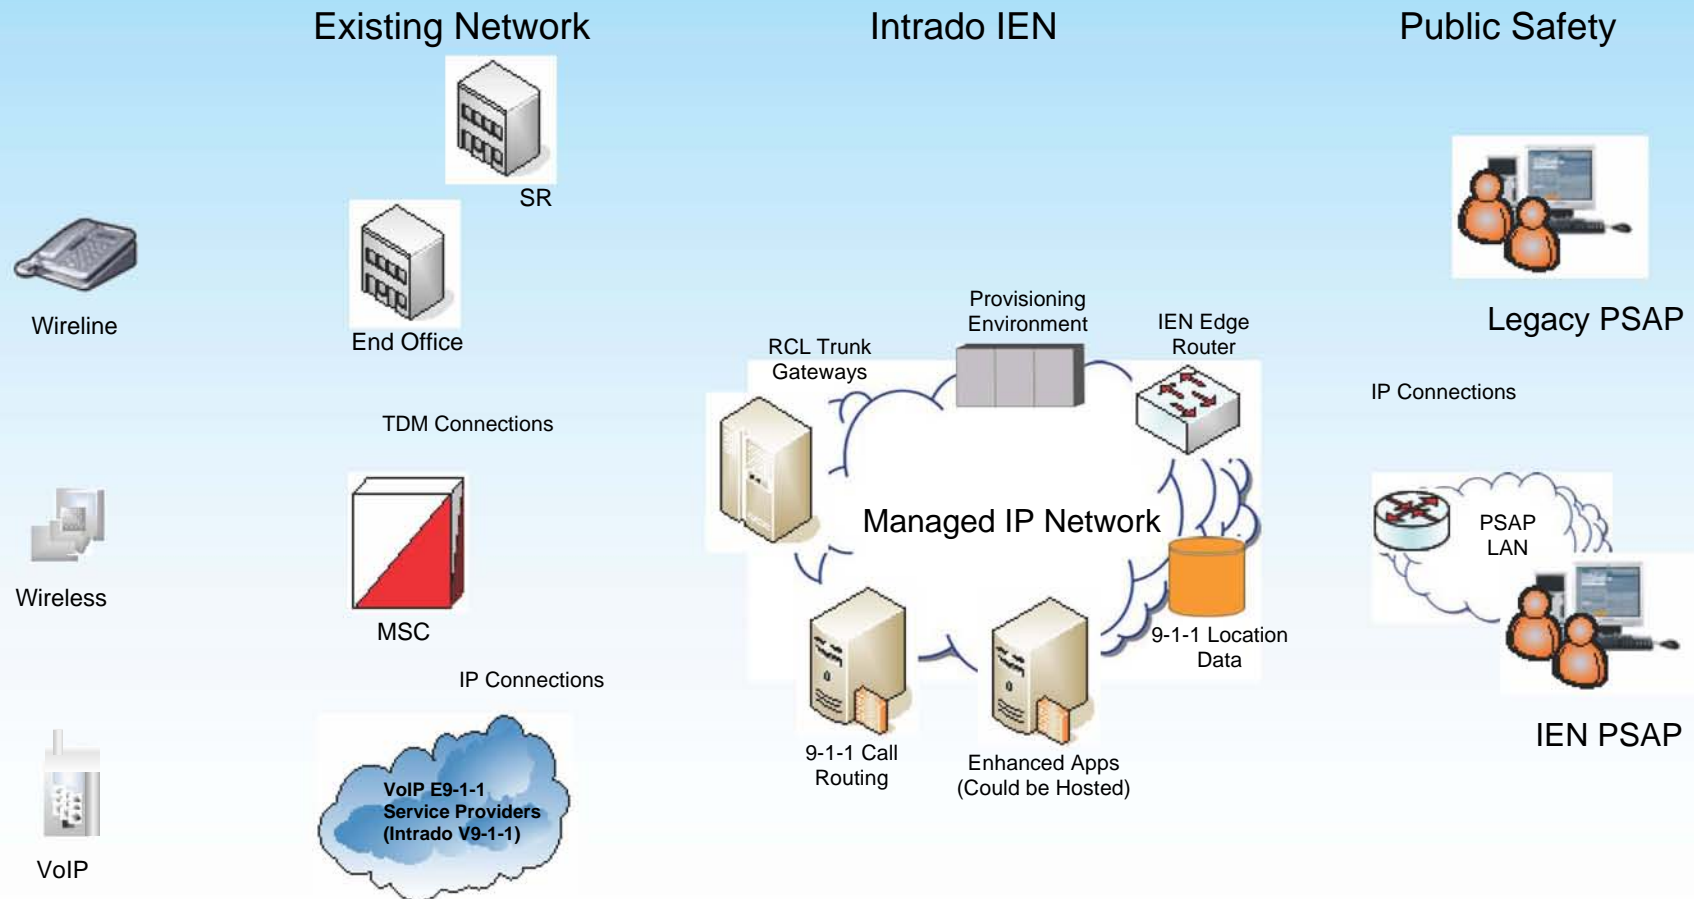 Existing Network
Intrado IEN
Public Safety
SR
Wireline
End Office
Provisioning
Environment
IEN Edge
Router
RCL Trunk
Gateways
Legacy PSAP
TDM Connections
IP Connections
Managed IP Network
PSAP
LAN
Wireless
MSC
9-1-1 Location
Data
IP Connections
IEN PSAP
9-1-1 Call
Routing
Enhanced Apps
(Could be Hosted)
VoIP E9-1-1
Service Providers
(Intrado V9-1-1)
VoIP